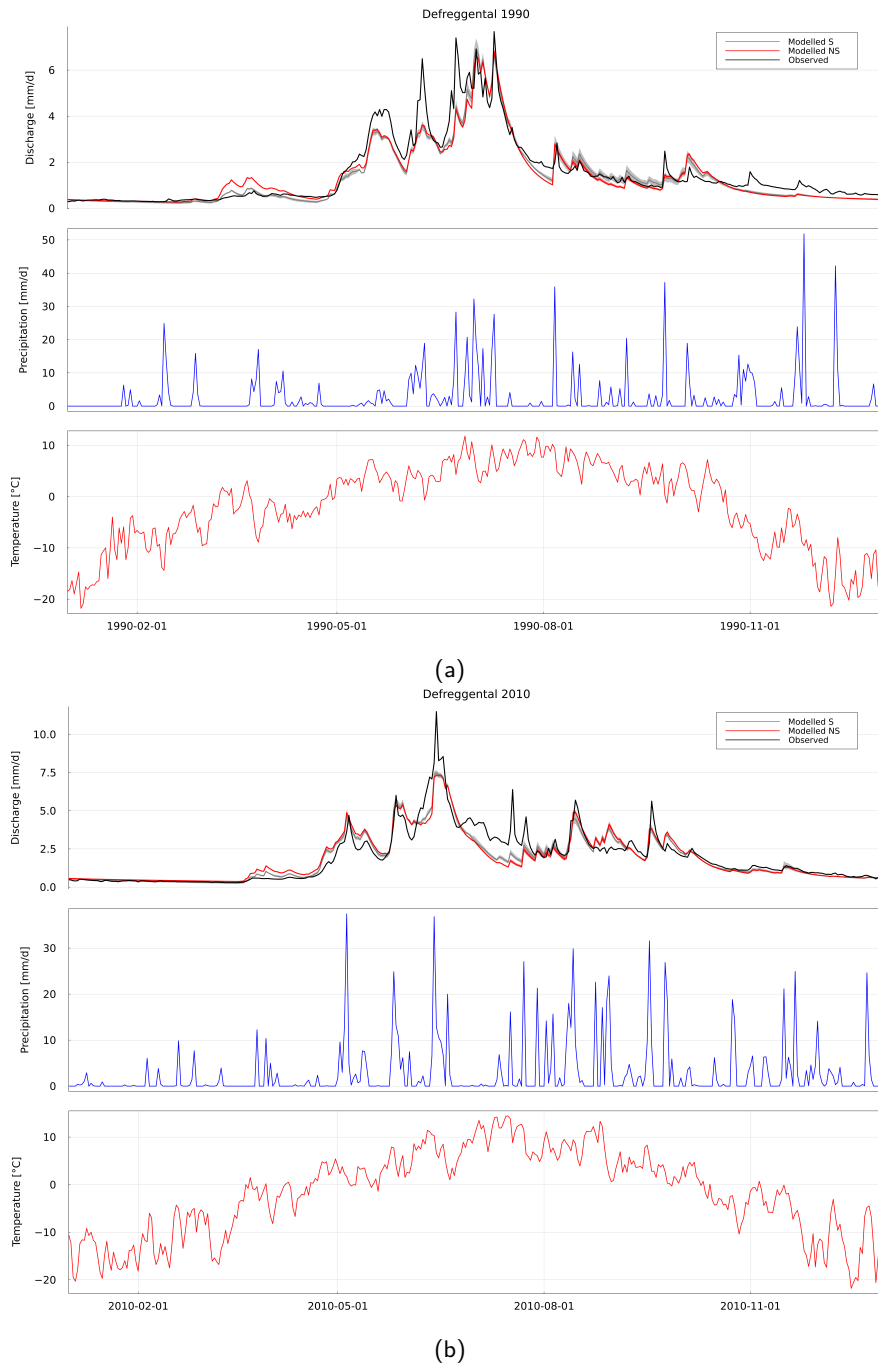 Defreggental 1990
Modelled S
Modelled NS
Observed
Discharge [mm/d]
6
4
2
0
Precipitation [mm/d]
50
40
30
20
10
0
Temperature [°C]
10
0
−10
−20
1990-02-01 1990-05-01 1990-08-01 1990-11-01
(a)
Defreggental 2010
Modelled S
Modelled NS
Observed
Discharge [mm/d]
10.0
7.5
5.0
2.5
0.0
Precipitation [mm/d]
30
20
10
0
Temperature [°C]
10
0
−10
−20
2010-02-01 2010-05-01 2010-08-01 2010-11-01
(b)